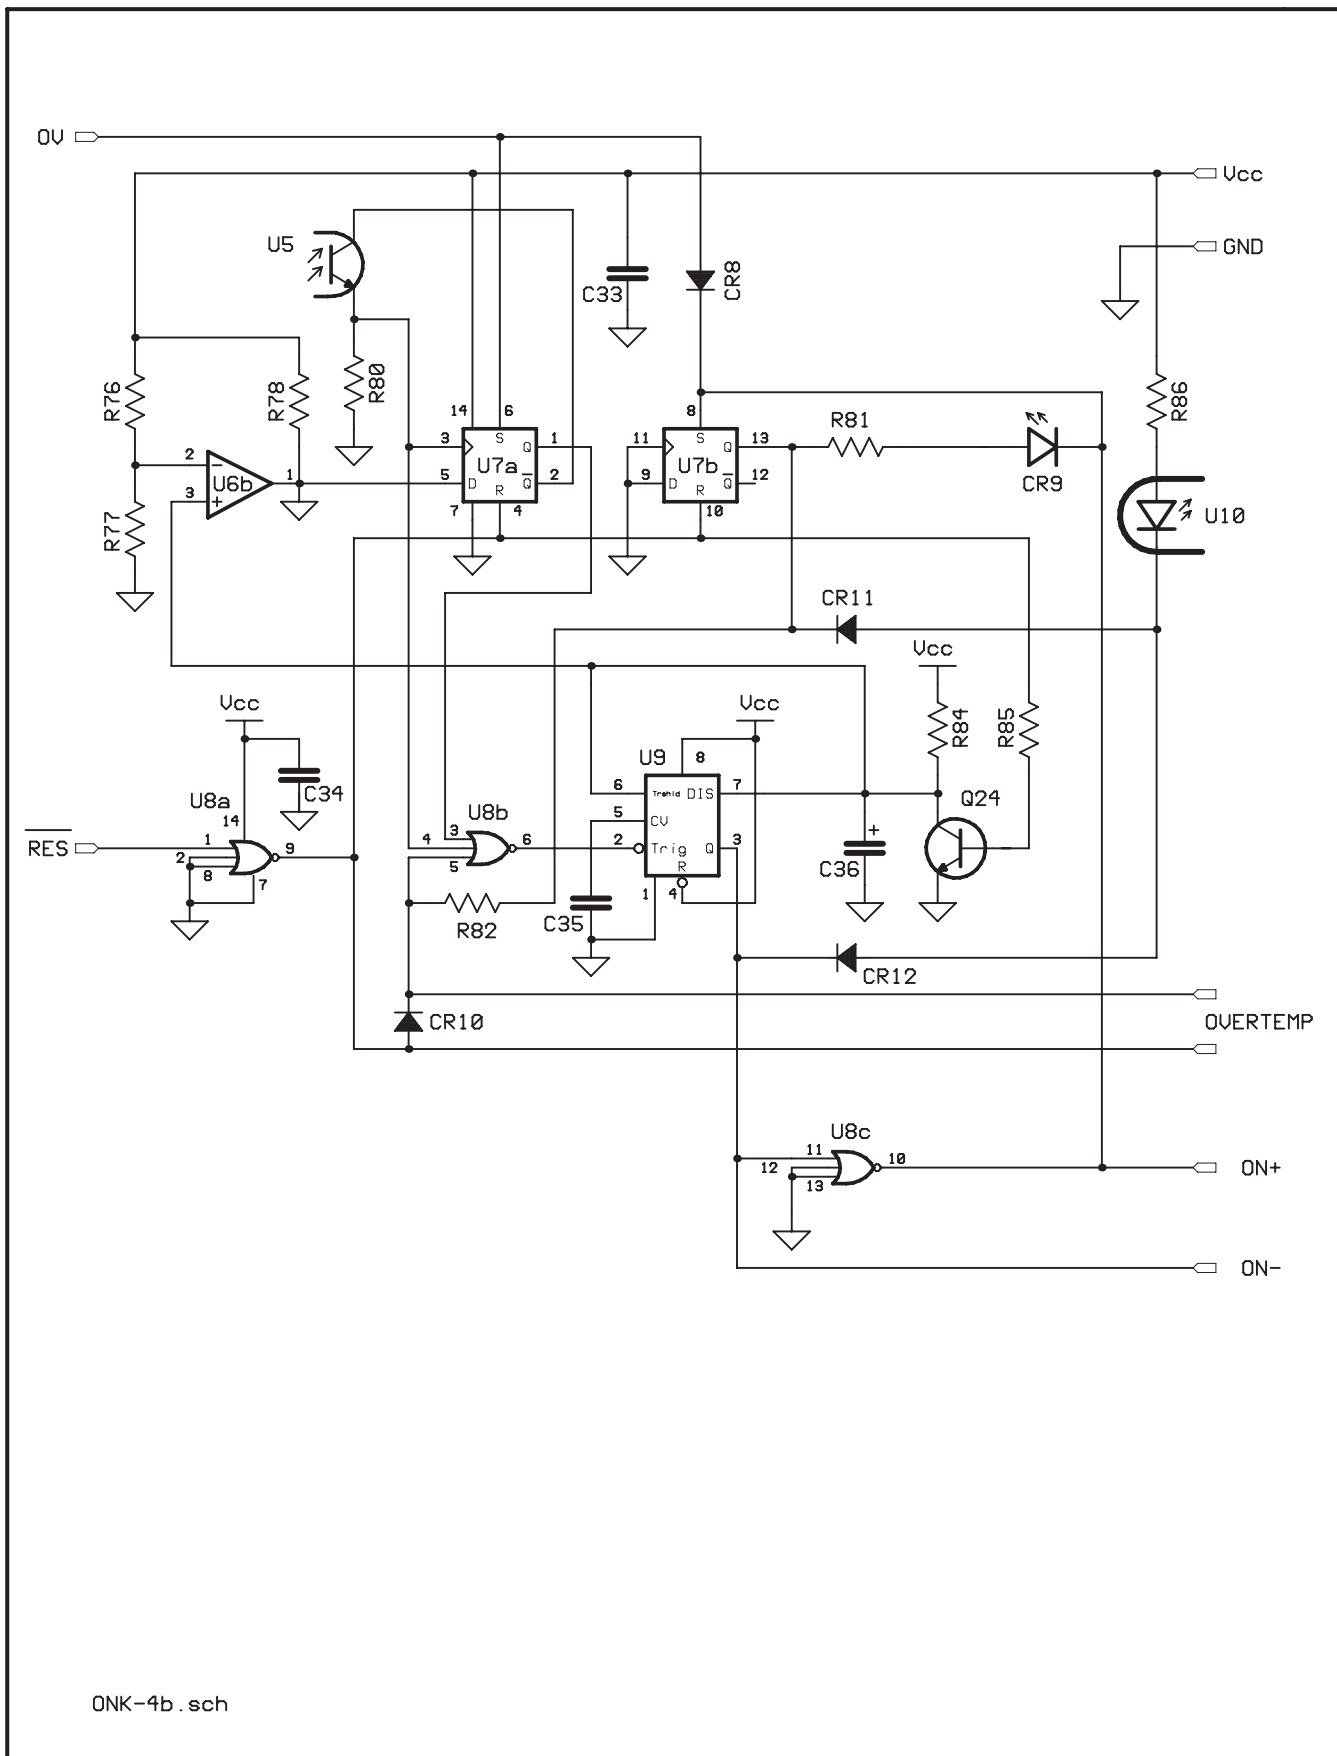 OV
Vcc
U5
GND
C33
CR8
R76
R78
R80
R86
14
6
8
R81
3
S
Q
1
11
S
Q
13
2
−
U6b
1
U7a
U7b
3
+
5
D
R
Q
2
9
D
R
Q
12
CR9
7
4
10
U10
R77
CR11
Vcc
Vcc
Vcc
R84
R85
U9
8
C34
U8a
6
Trshld
DIS
7
Q24
14
U8b
5
CV
+
RES
1
9
4
3
6
2
Trig
Q
3
2
8
7
5
R
C36
1
4
R82
C35
CR12
CR10
OVERTEMP
U8c
11
12
10
ON+
13
ON-
ONK-4b.sch